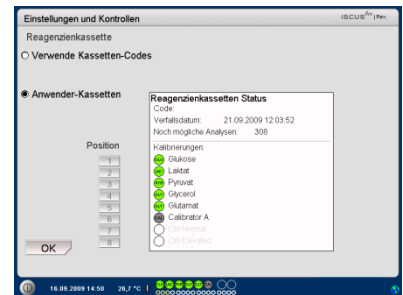 Einstellungen und Kontrollen
ISCUSflex | Rev.
Reagenzienkassette
Verwende Kassetten-Codes
Anwender-Kassetten
Reagenzienkassetten Status
Code:
Verfallsdatum: 21.09.2009 12:03:52
Noch mögliche Analysen: 308
Kalibrierungen:
Glukose
Laktat
Pyruvat
Glycerol
Glutamat
Calibrator A
Ctrl Normal
Ctrl Elevated
Position
1
2
3
4
5
6
7
8
OK
16.09.2009 14:50 26,7 °C